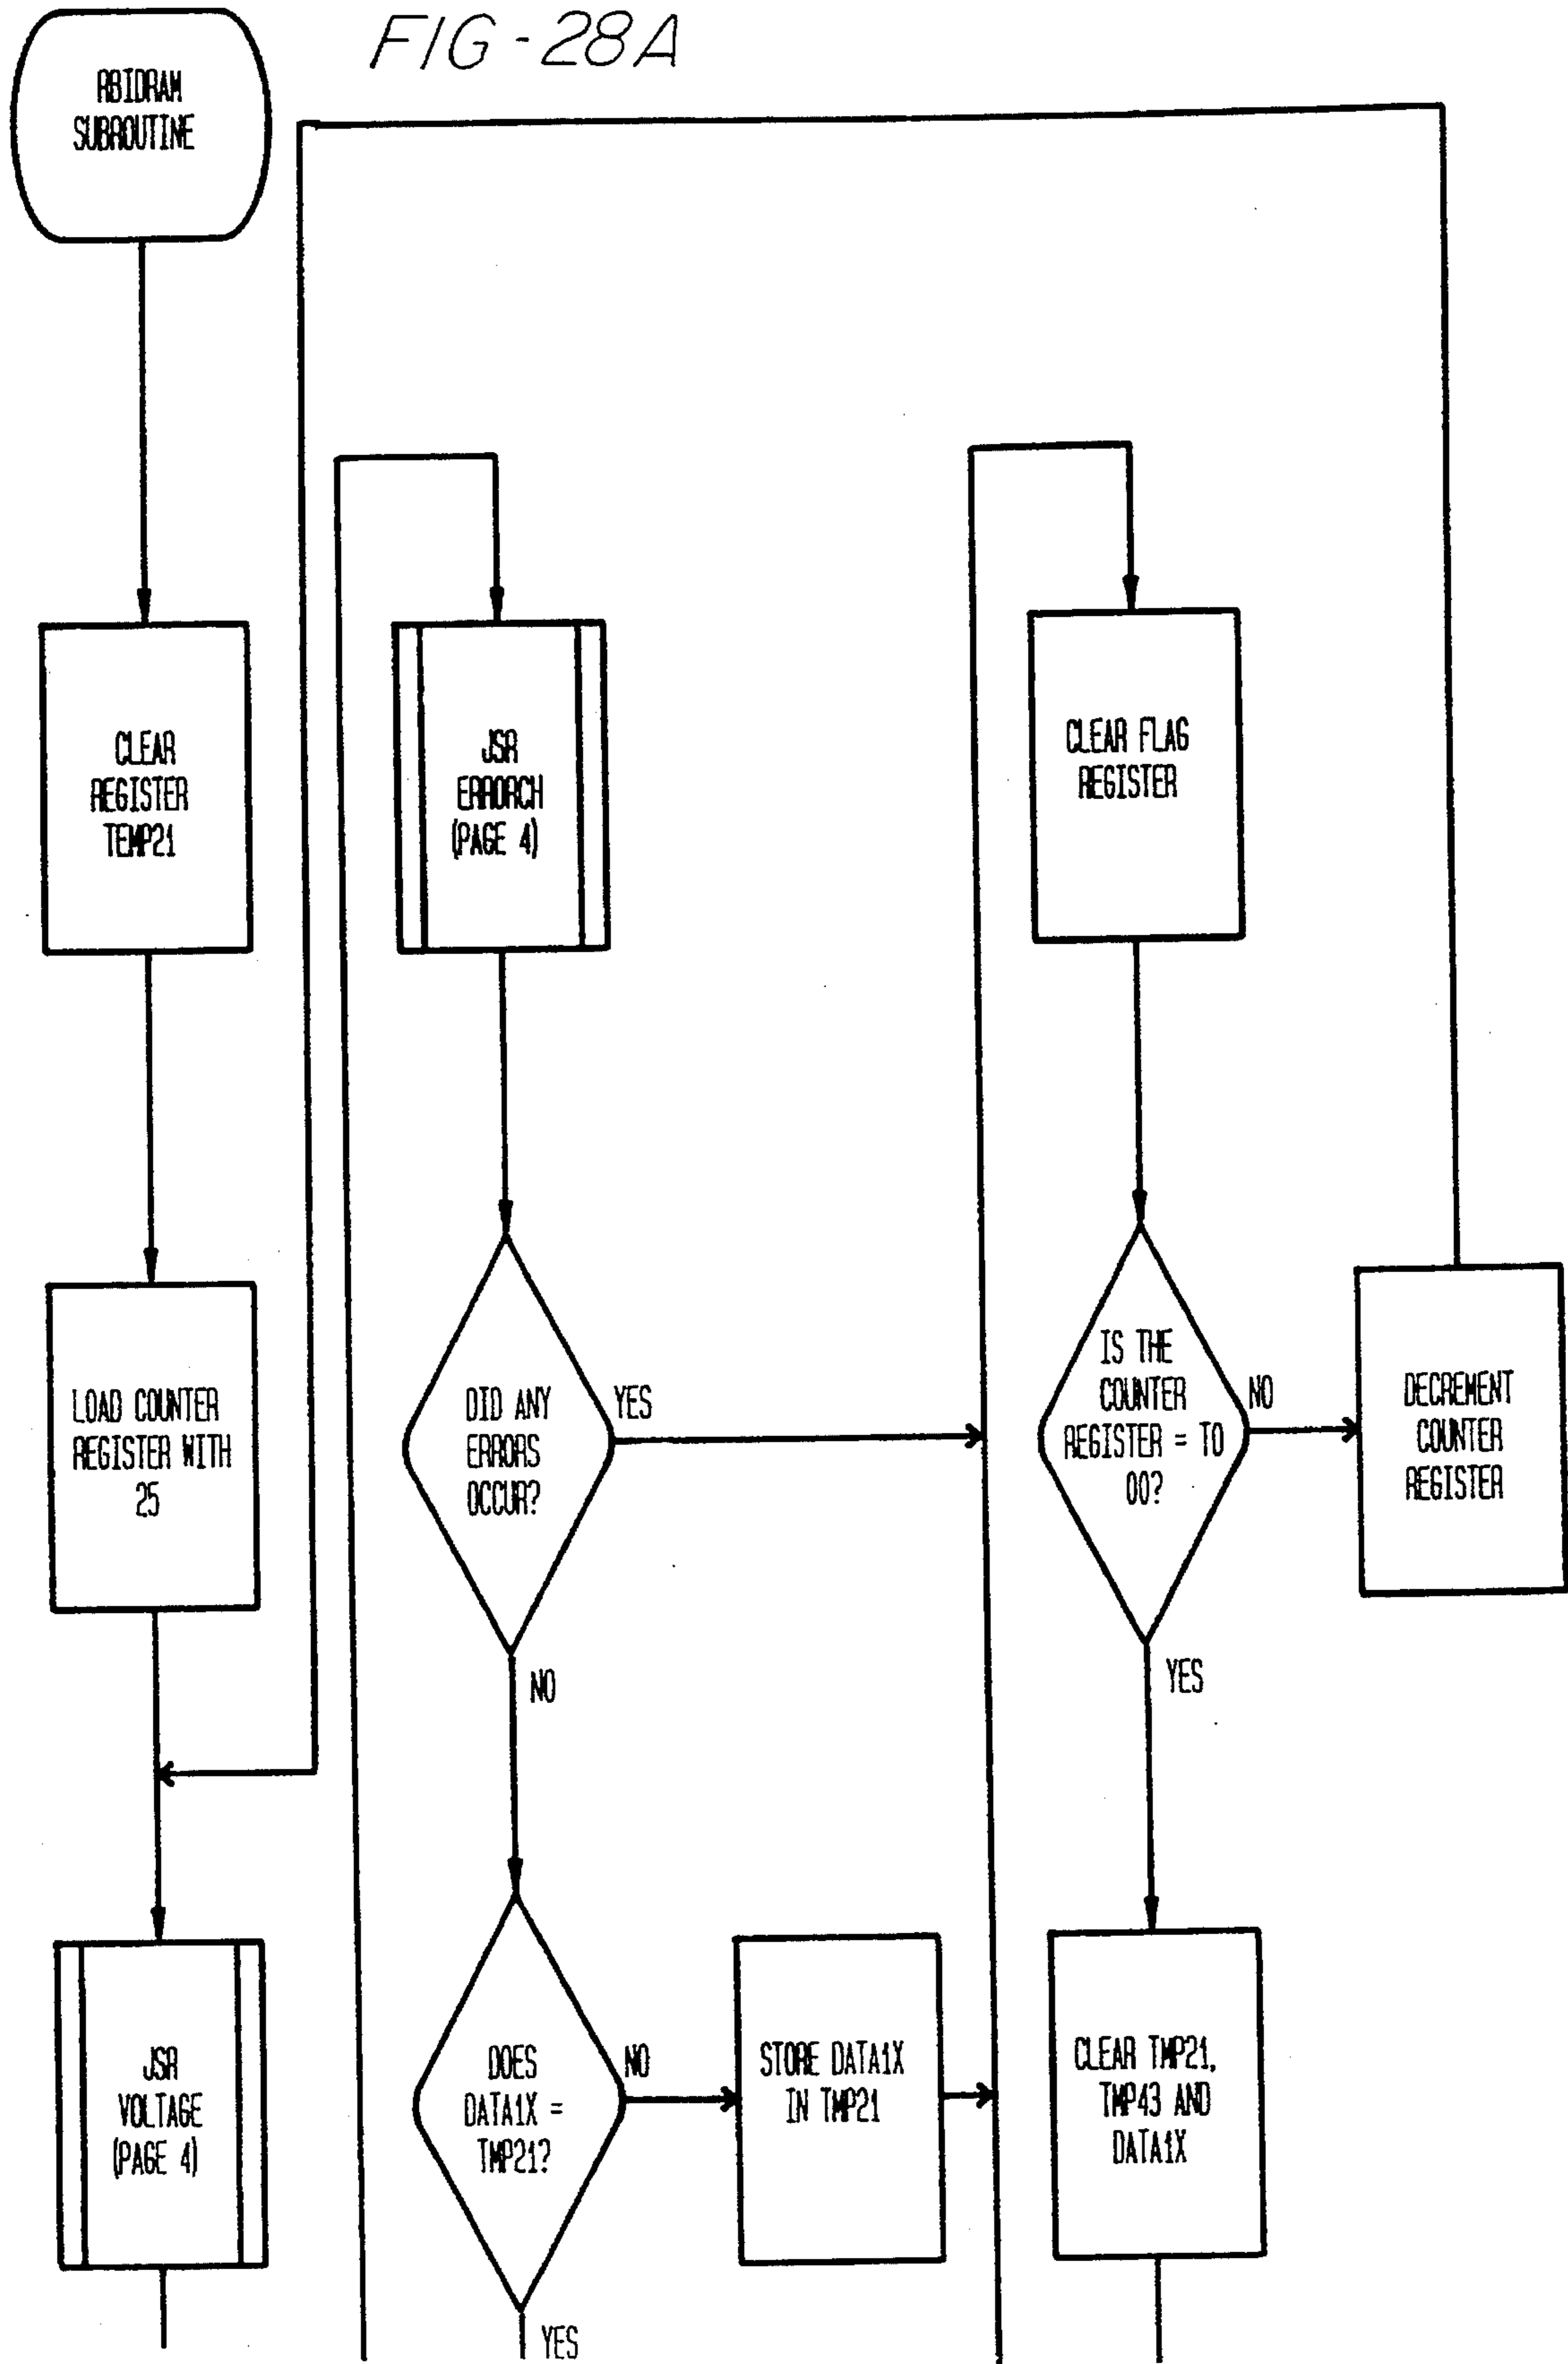 FIG-28A
RBIDRAM
SUBROUTINE
CLEAR
REGISTER
TEMP21
LOAD COUNTER
REGISTER WITH
25
JSR
VOLTAGE
(PAGE 4)
JSR
ERRORCH
(PAGE 4)
DID ANY
ERRORS
OCCUR?
YES
NO
DOES
DATA1X =
TMP21?
NO
YES
STORE DATA1X
IN TMP21
CLEAR FLAG
REGISTER
IS THE
COUNTER
REGISTER = TO
00?
NO
YES
DECREMENT
COUNTER
REGISTER
CLEAR TMP21,
TMP43 AND
DATA1X